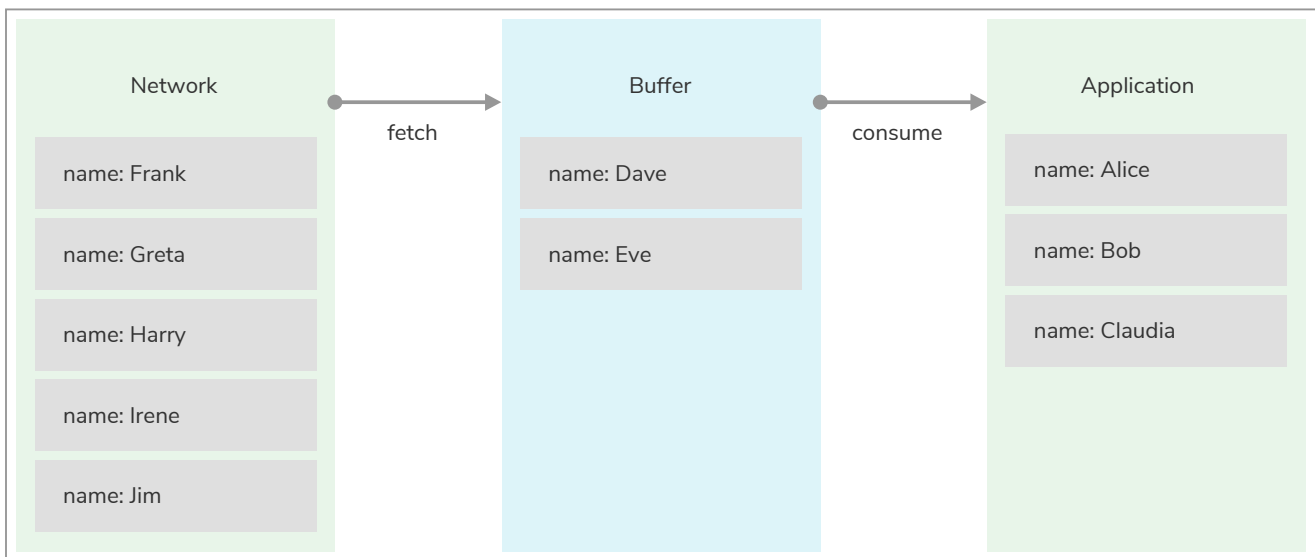 Network
name: Frank
name: Greta
name: Harry
name: Irene
name: Jim
fetch
Buffer
name: Dave
name: Eve
consume
Application
name: Alice
name: Bob
name: Claudia